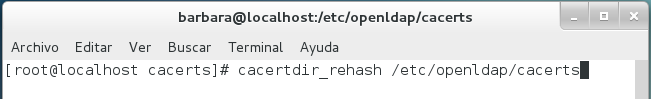 barbara@localhost:/etc/openldap/cacerts
Archivo Editar Ver Buscar Terminal Ayuda
[root@localhost cacerts]# cacertdir_rehash /etc/openldap/cacerts